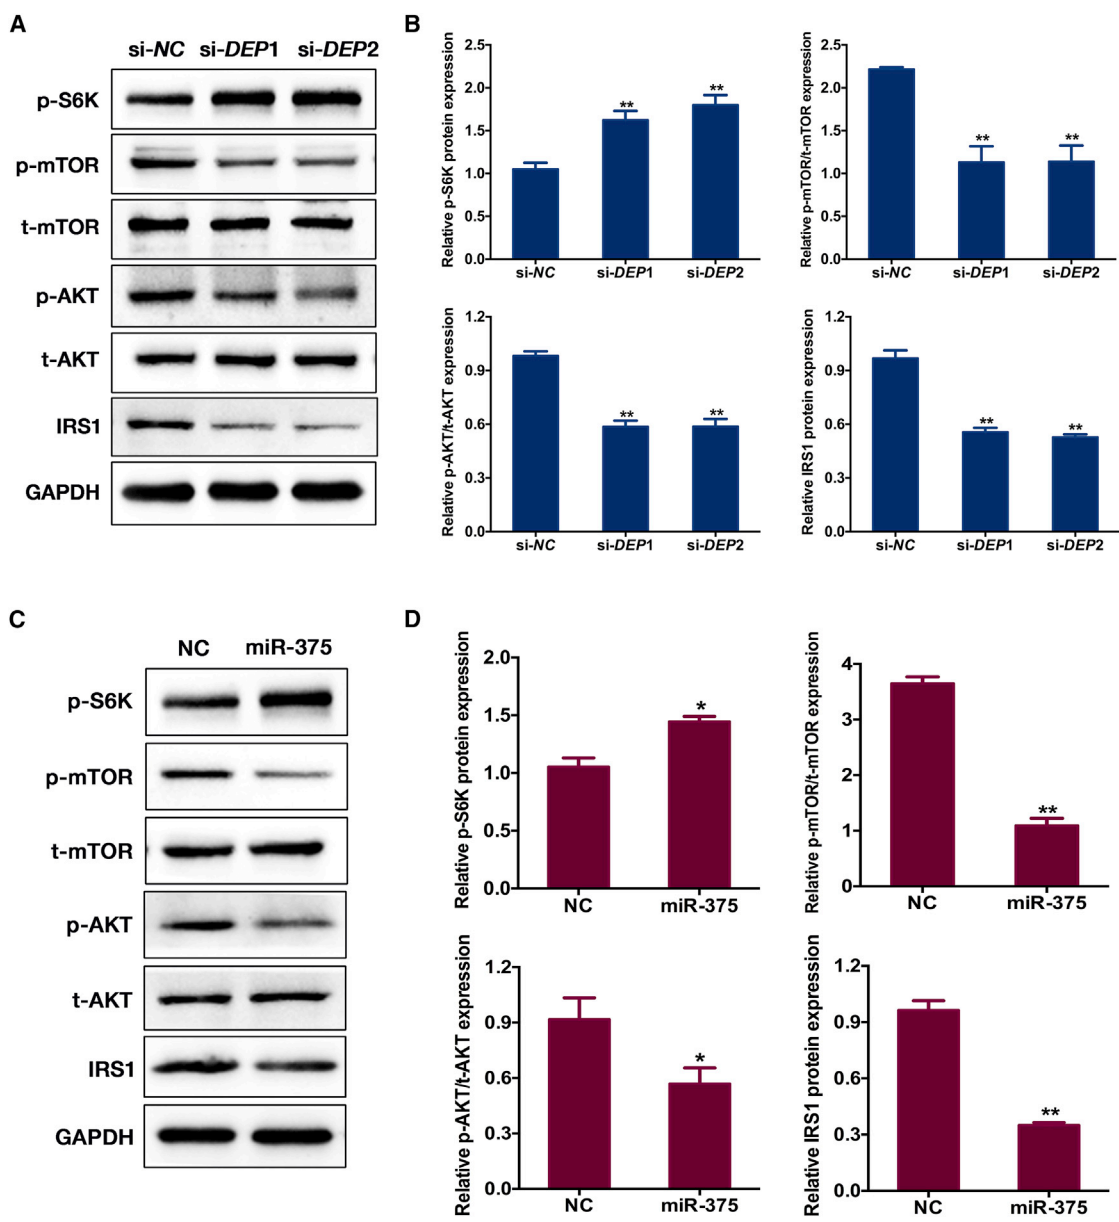 A
si-NC si-DEP1 si-DEP2
p-S6K
p-mTOR
t-mTOR
p-AKT
t-AKT
IRS1
GAPDH
B
Relative p-S6K protein expression
2.5
2.0
1.5
1.0
0.5
0.0
**
**
si-NC si-DEP1 si-DEP2
Relative p-mTOR/t-mTOR expression
2.5
2.0
1.5
1.0
0.5
0.0
**
**
si-NC si-DEP1 si-DEP2
Relative p-AKT/t-AKT expression
1.2
0.9
0.6
0.3
0.0
**
**
si-NC si-DEP1 si-DEP2
Relative IRS1 protein expression
1.2
0.9
0.6
0.3
0.0
**
**
si-NC si-DEP1 si-DEP2
C
NC miR-375
p-S6K
p-mTOR
t-mTOR
p-AKT
t-AKT
IRS1
GAPDH
D
Relative p-S6K protein expression
2.0
1.5
1.0
0.5
0.0
*
NC miR-375
Relative p-mTOR/t-mTOR expression
4
3
2
1
0
**
NC miR-375
Relative p-AKT/t-AKT expression
1.2
0.9
0.6
0.3
0.0
*
NC miR-375
Relative IRS1 protein expression
1.2
0.9
0.6
0.3
0.0
**
NC miR-375